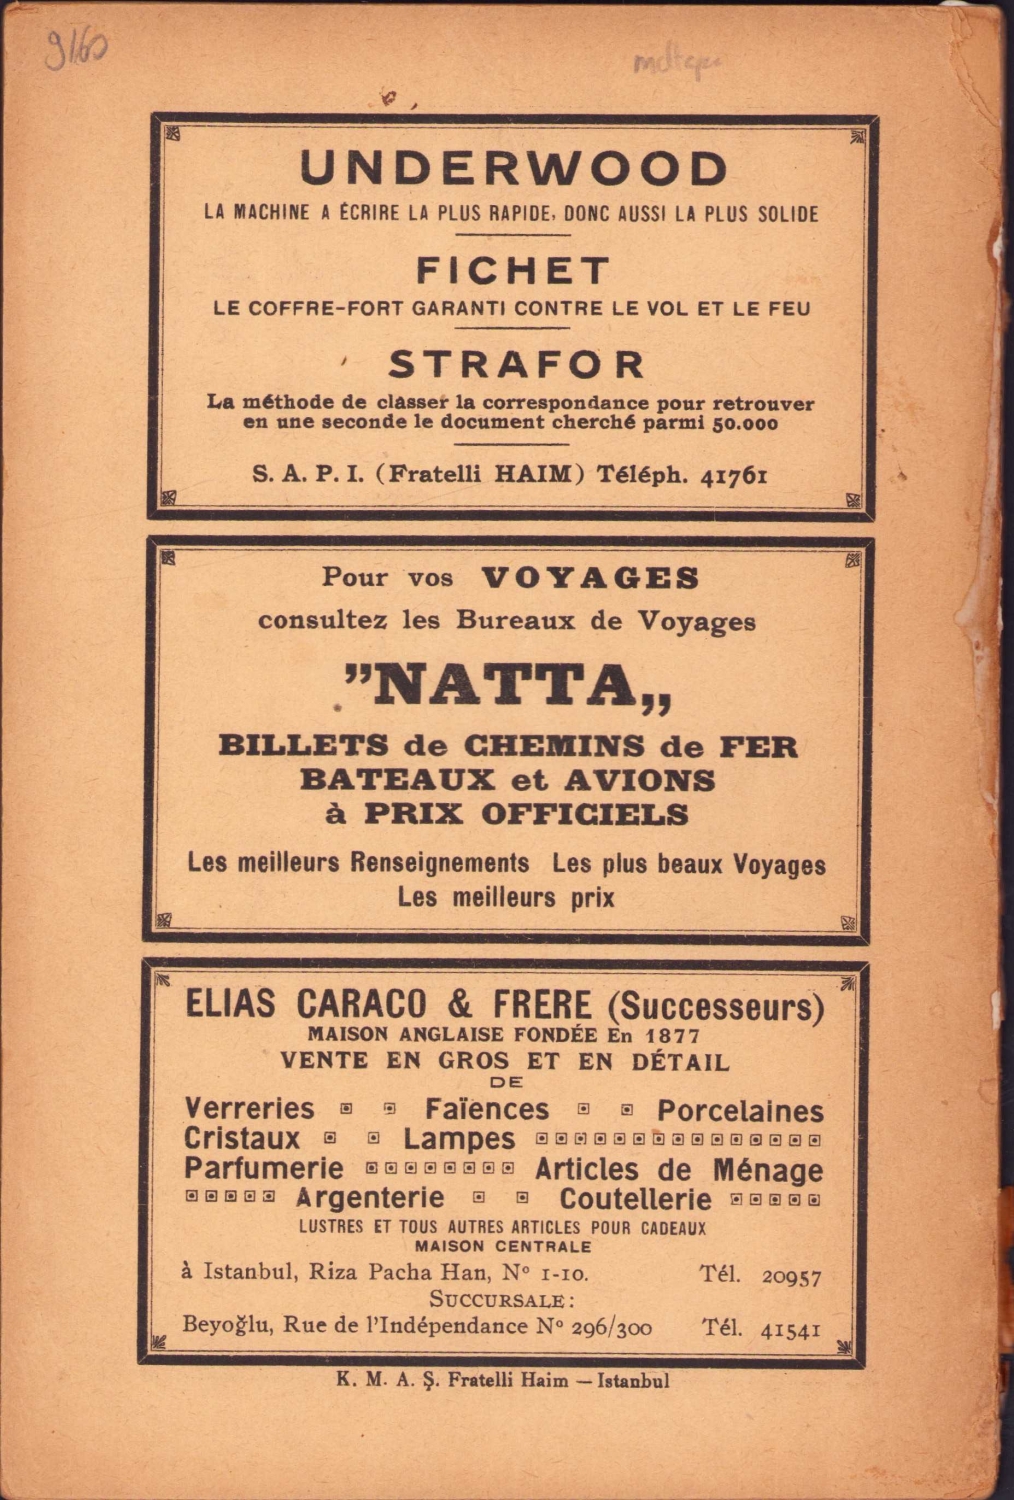 9160
UNDERWOOD
LA MACHINE A ÉCRIRE LA PLUS RAPIDE, DONC AUSSI LA PLUS SOLIDE
FICHET
LE COFFRE-FORT GARANTI CONTRE LE VOL ET LE FEU
STRAFOR
La méthode de classer la correspondance pour retrouver
en une seconde le document cherché parmi 50.000
S. A. P. I. (Fratelli HAIM) Téléph. 41761
Pour vos VOYAGES
consultez les Bureaux de Voyages
”NATTA„
BILLETS de CHEMINS de FER
BATEAUX et AVIONS
à PRIX OFFICIELS
Les meilleurs Renseignements Les plus beaux Voyages
Les meilleurs prix
ELIAS CARACO & FRERE (Successeurs)
MAISON ANGLAISE FONDÉE En 1877
VENTE EN GROS ET EN DÉTAIL
DE
Verreries Faïences Porcelaines
Cristaux Lampes
Parfumerie Articles de Ménage
Argenterie Coutellerie
LUSTRES ET TOUS AUTRES ARTICLES POUR CADEAUX
MAISON CENTRALE
à Istanbul, Riza Pacha Han, Nº 1-10. Tél. 20957
SUCCURSALE:
Beyoğlu, Rue de l'Indépendance Nº 296/300 Tél. 41541
K. M. A. Ş. Fratelli Haim — Istanbul